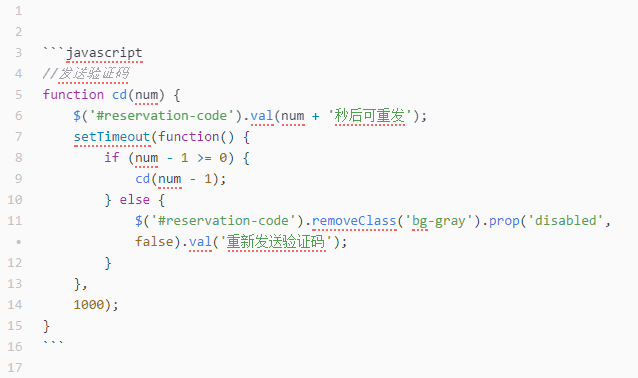 1
2
3 ```javascript
4 //发送验证码
5 function cd(num) {
6     $('#reservation-code').val(num + '秒后可重发');
7     setTimeout(function() {
8         if (num - 1 >= 0) {
9             cd(num - 1);
10         } else {
11             $('#reservation-code').removeClass('bg-gray').prop('disabled',
•             false).val('重新发送验证码');
12         }
13     },
14     1000);
15 }
16 ```
17